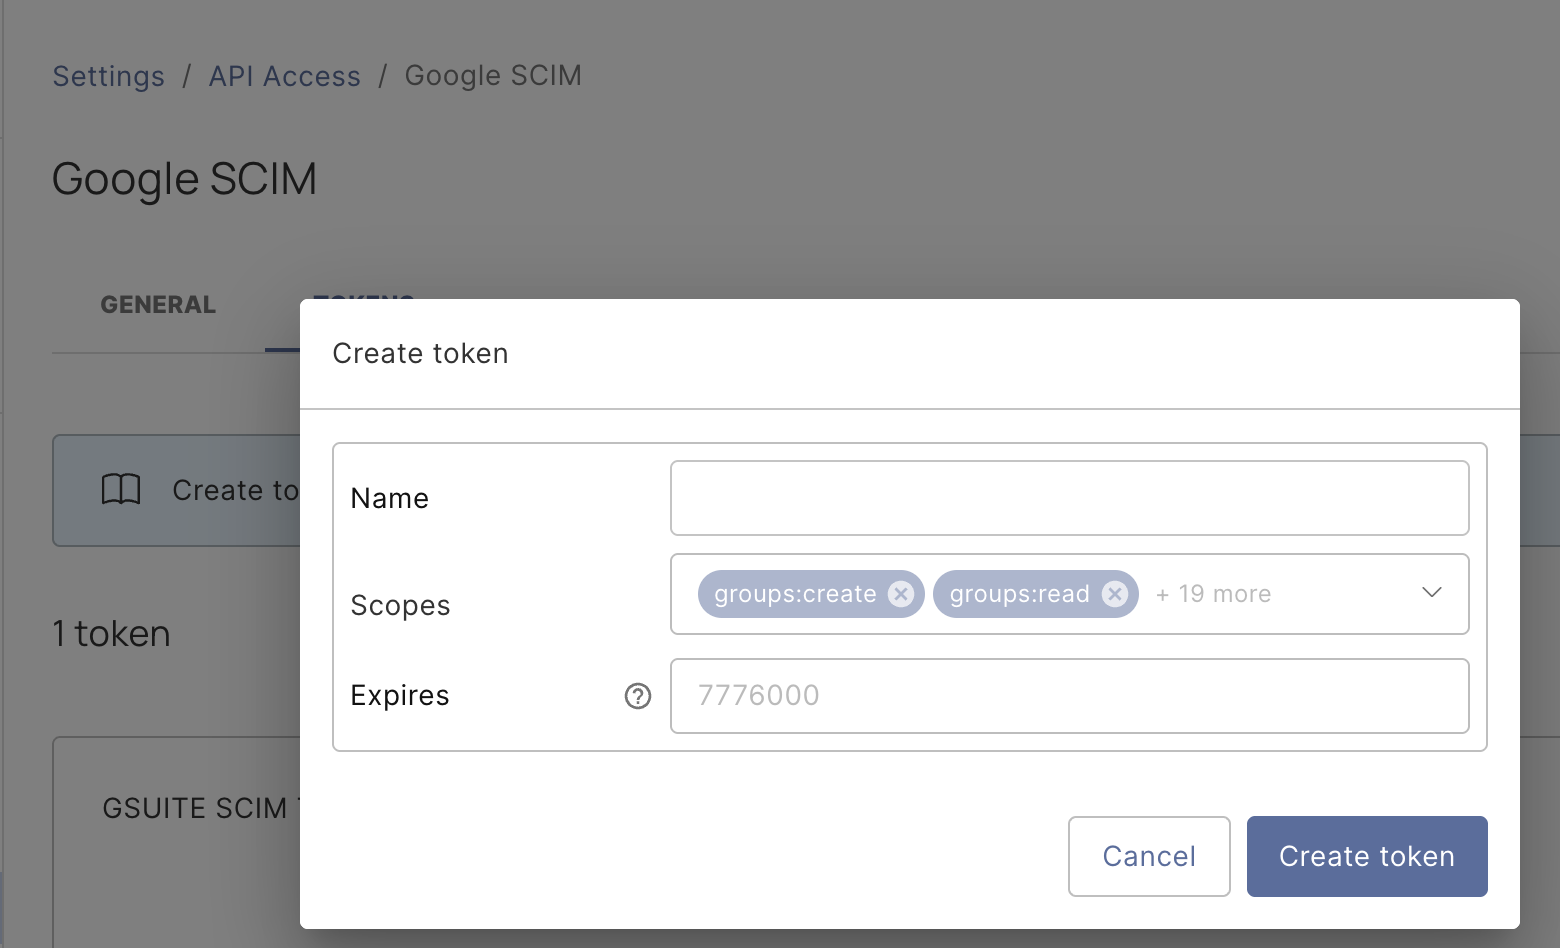 Settings / API Access / Google SCIM
Google SCIM
GENERAL TOKENS
Create token
Create to
Name
Scopes groups:create groups:read + 19 more
1 token
Expires ? 7776000
GSUITE SCIM
Cancel Create token